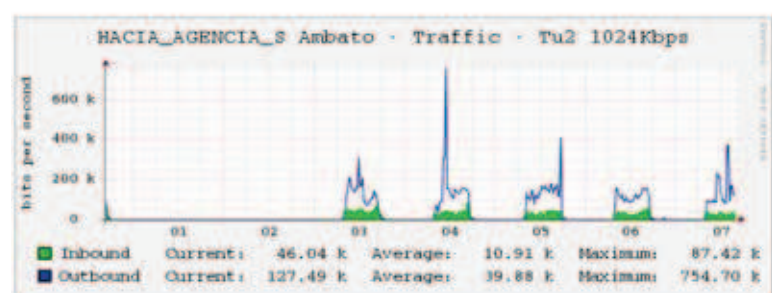 HACIA_AGENCIA_S Ambato - Traffic - Tu2 1024Kbps
bits per second
600 k
400 k
200 k
0
01 02 03 04 05 06 07
Inbound Current: 46.04 k Average: 10.91 k Maximum: 87.42 k
Outbound Current: 127.49 k Average: 39.88 k Maximum: 754.70 k